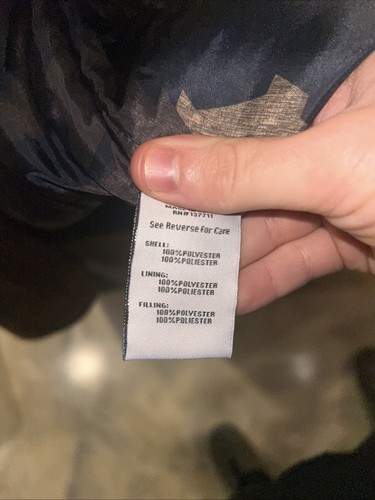 RN#137711
See Reverse For Care
SHELL:
100%POLYESTER
100%POLIESTER
LINING:
100%POLYESTER
100%POLIESTER
FILLING:
100%POLYESTER
100%POLIESTER